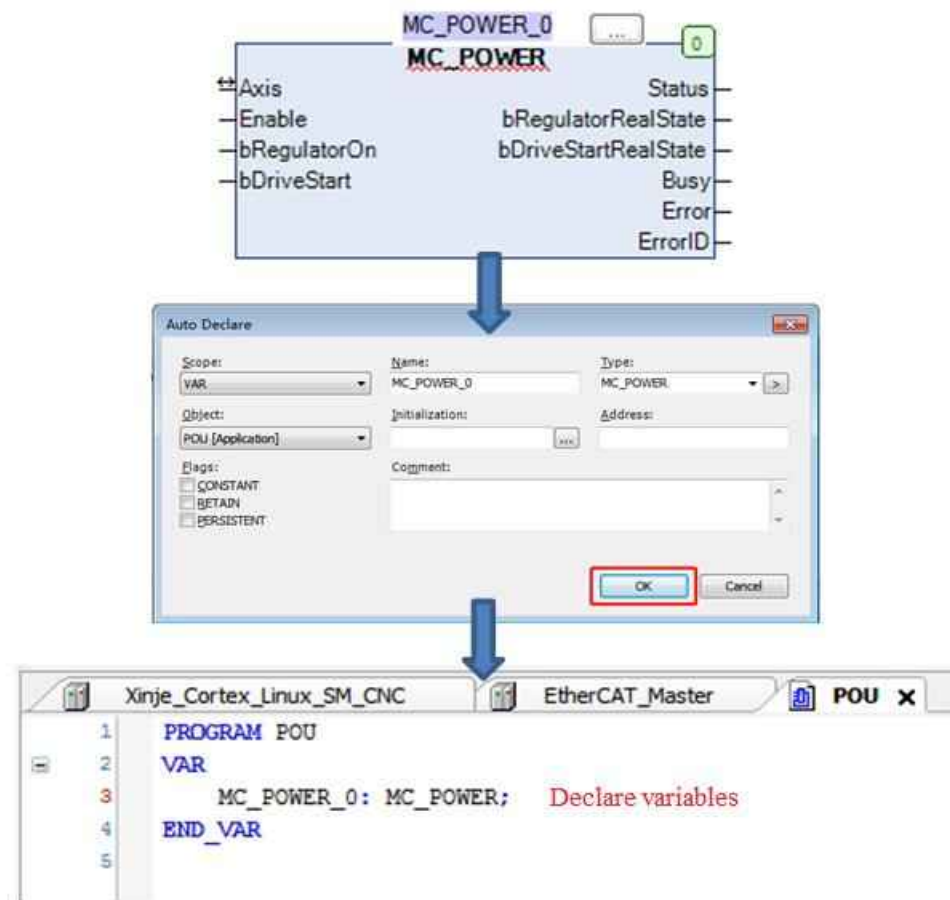 MC_POWER_0
...
0
MC_POWER
Axis
Status
Enable
bRegulatorRealState
bRegulatorOn
bDriveStartRealState
bDriveStart
Busy
Error
ErrorID
Auto Declare
Scope:
Name:
Type:
VAR
MC_POWER_0
MC_POWER
>
Object:
Initialization:
Address:
POU [Application]
...
Flags:
Comment:
CONSTANT
RETAIN
PERSISTENT
OK
Cancel
Xinje_Cortex_Linux_SM_CNC
EtherCAT_Master
POU
1 PROGRAM POU
2 VAR
3 MC_POWER_0: MC_POWER; Declare variables
4 END_VAR
5